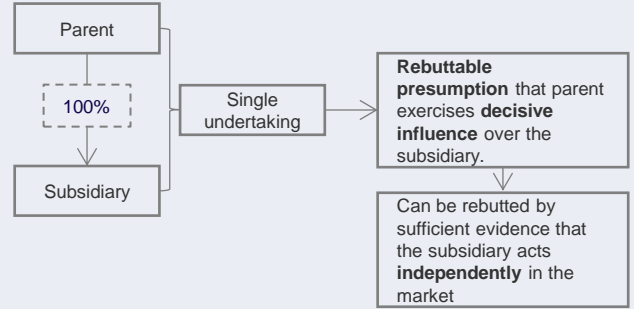 Parent
100%
Subsidiary
Single
undertaking
Rebuttable
presumption that parent
exercises decisive
influence over the
subsidiary.
Can be rebutted by
sufficient evidence that
the subsidiary acts
independently in the
market